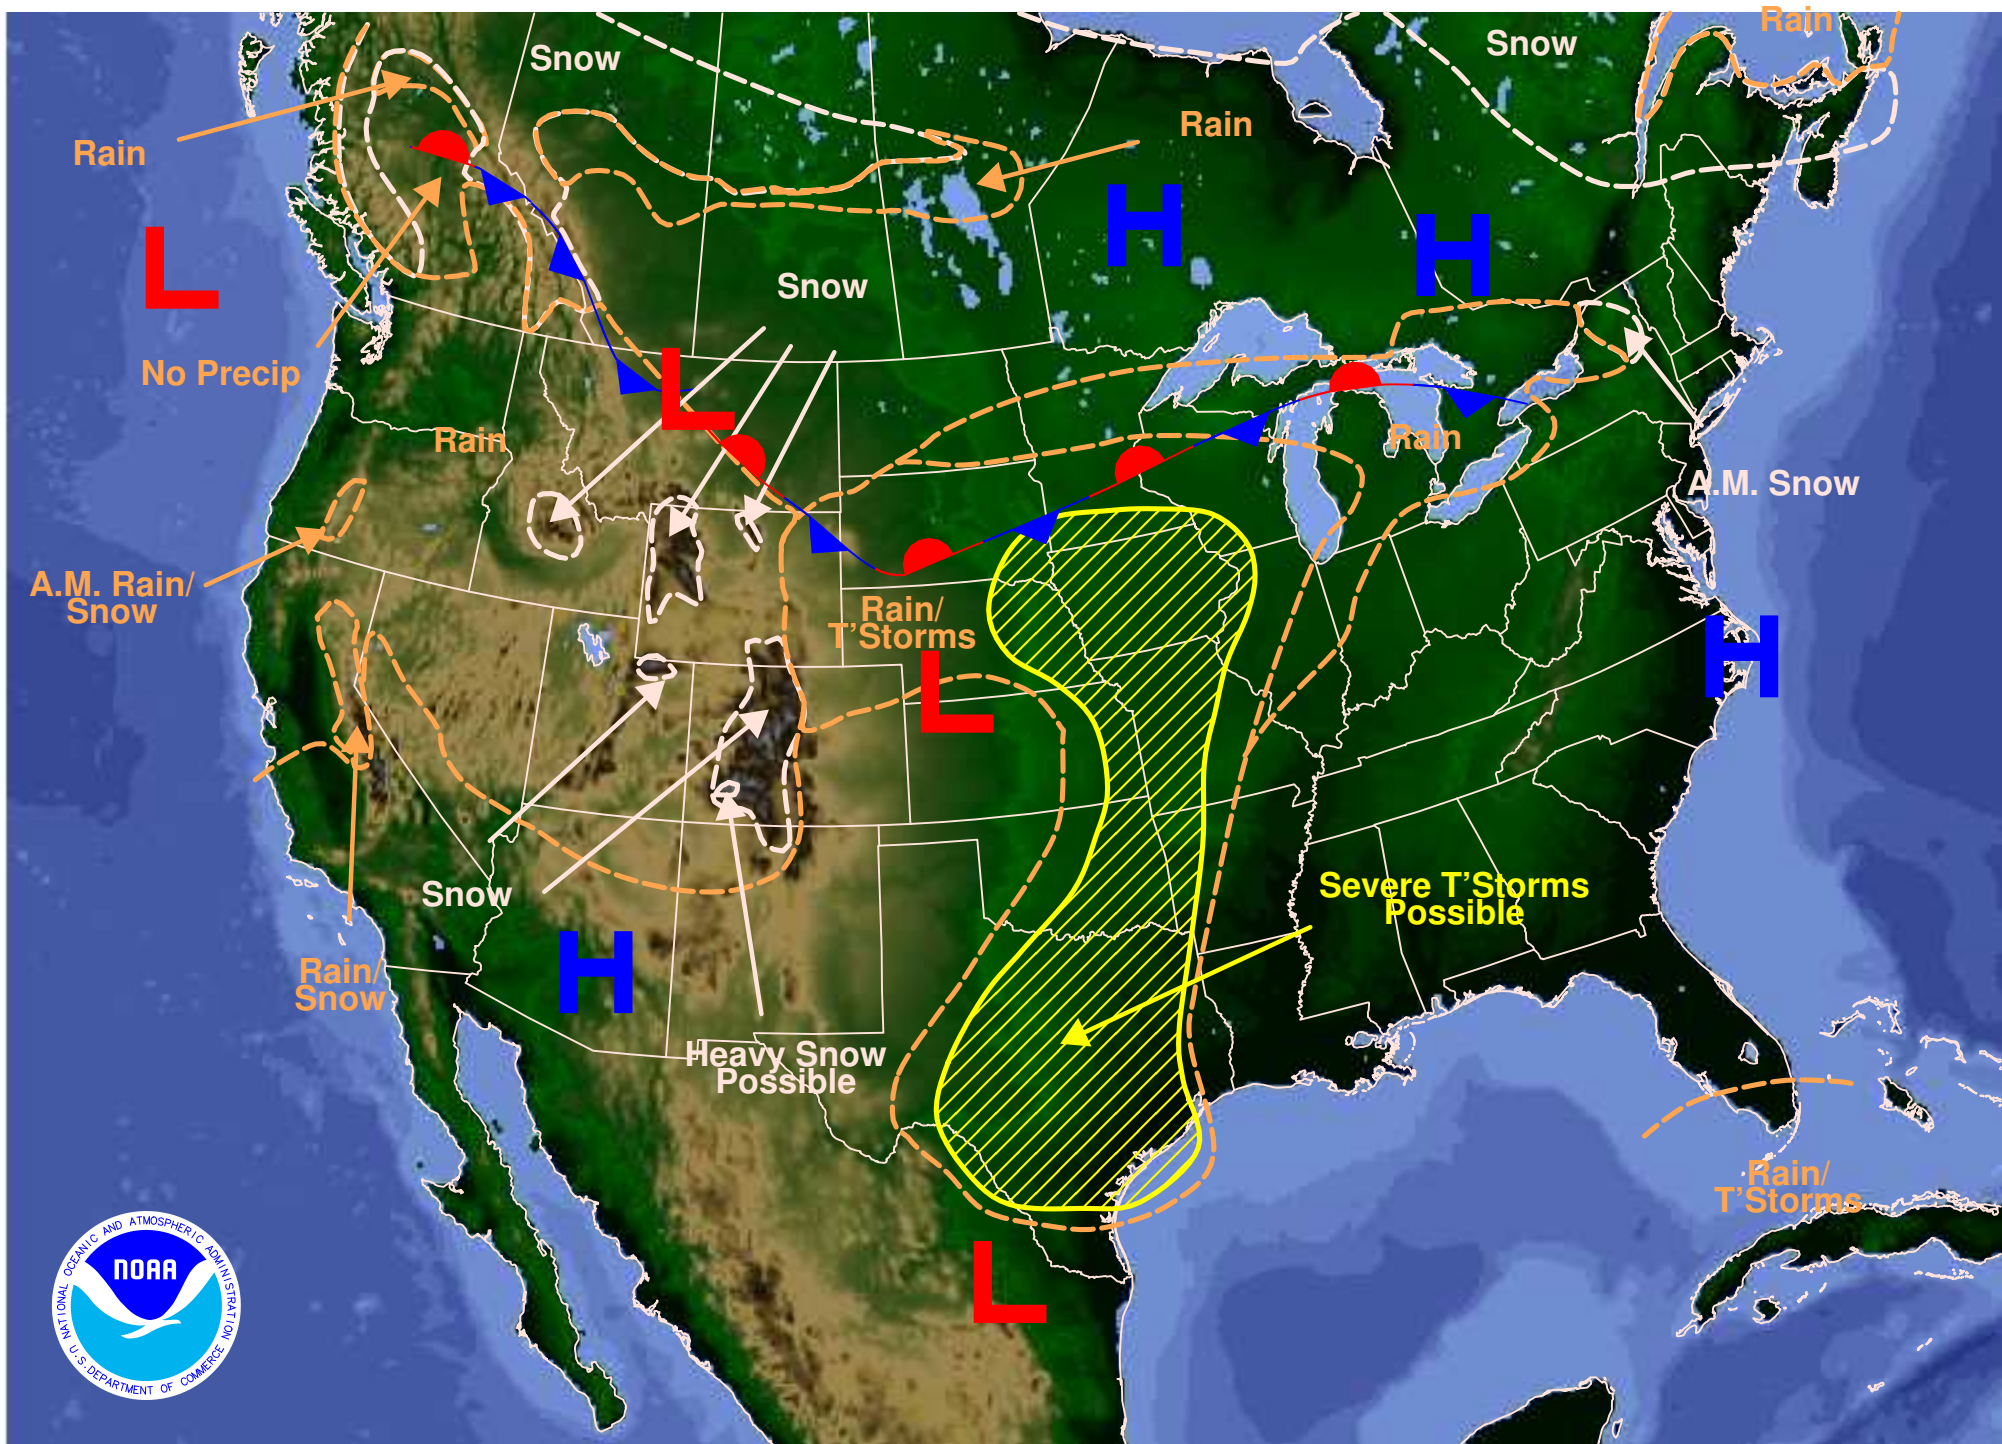 Rain
Snow
Snow
Rain
Rain
H
H
L
Snow
No Precip
L
Rain
Rain
A.M. Snow
A.M. Rain/
Snow
Rain/
T'Storms
L
H
Severe T'Storms
Possible
Snow
H
Rain/
Snow
Heavy Snow
Possible
Rain/
T'Storms
L
NATIONAL OCEANIC AND ATMOSPHERIC ADMINISTRATION
NOAA
U.S. DEPARTMENT OF COMMERCE